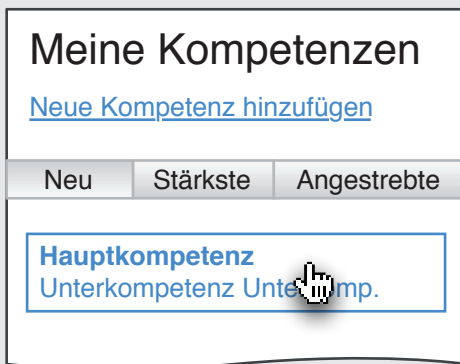 Meine Kompetenzen
Neue Kompetenz hinzufügen
Neu Stärkste Angestrebte
Hauptkompetenz
Unterkompetenz